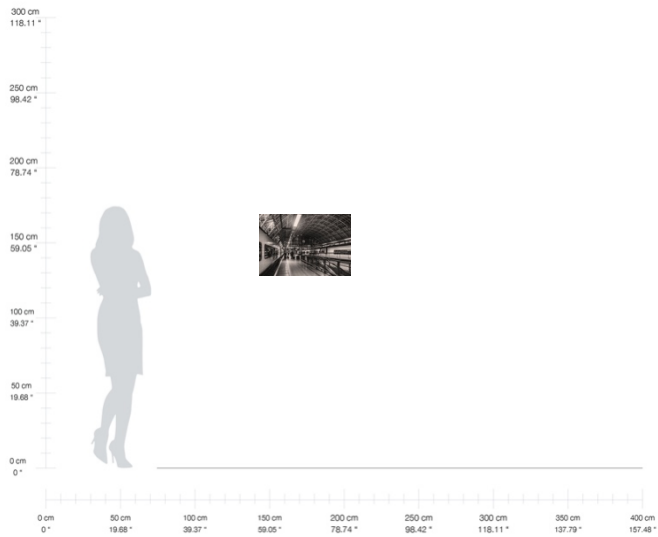 300 cm
118.11 "
250 cm
98.42 "
200 cm
78.74 "
150 cm
59.05 "
100 cm
39.37 "
50 cm
19.68 "
0 cm
0 "
0 cm 50 cm 100 cm 150 cm 200 cm 250 cm 300 cm 350 cm 400 cm
0 " 19.68 " 39.37 " 59.05 " 78.74 " 98.42 " 118.11 " 137.79 " 157.48 "